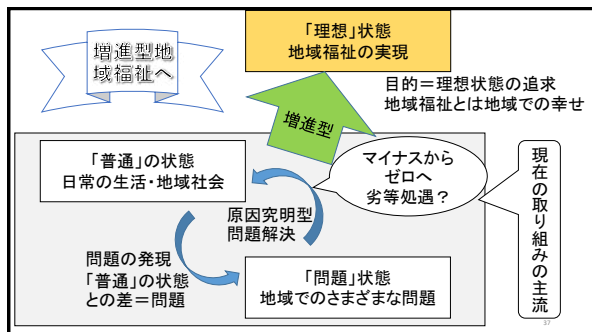 増進型地
域福祉へ
「理想」状態
地域福祉の実現
目的＝理想状態の追求
地域福祉とは地域での幸せ
増進型
「普通」の状態
日常の生活・地域社会
マイナスから
ゼロへ
劣等処遇？
現在の取り組みの主流
原因究明型
問題解決
問題の発現
「普通」の状態
との差＝問題
「問題」状態
地域でのさまざまな問題
37